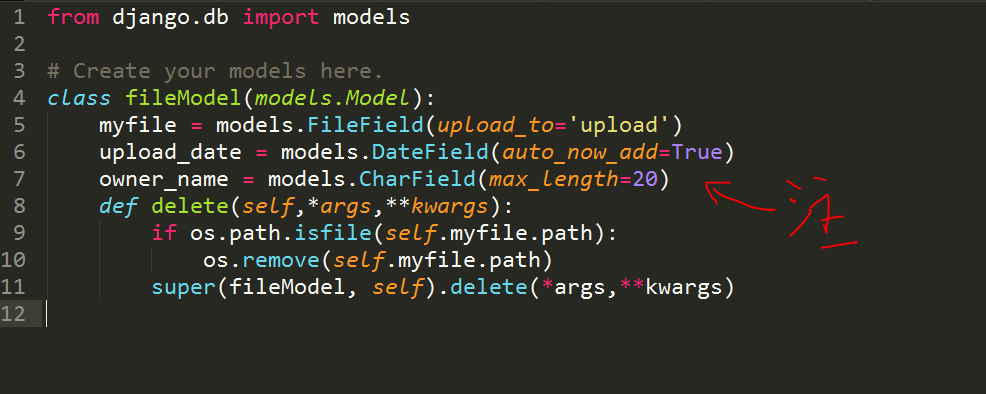 1 from django.db import models
2
3 # Create your models here.
4 class fileModel(models.Model):
5     myfile = models.FileField(upload_to='upload')
6     upload_date = models.DateField(auto_now_add=True)
7     owner_name = models.CharField(max_length=20)
8     def delete(self,*args,**kwargs):
9         if os.path.isfile(self.myfile.path):
10             os.remove(self.myfile.path)
11         super(fileModel, self).delete(*args,**kwargs)
12